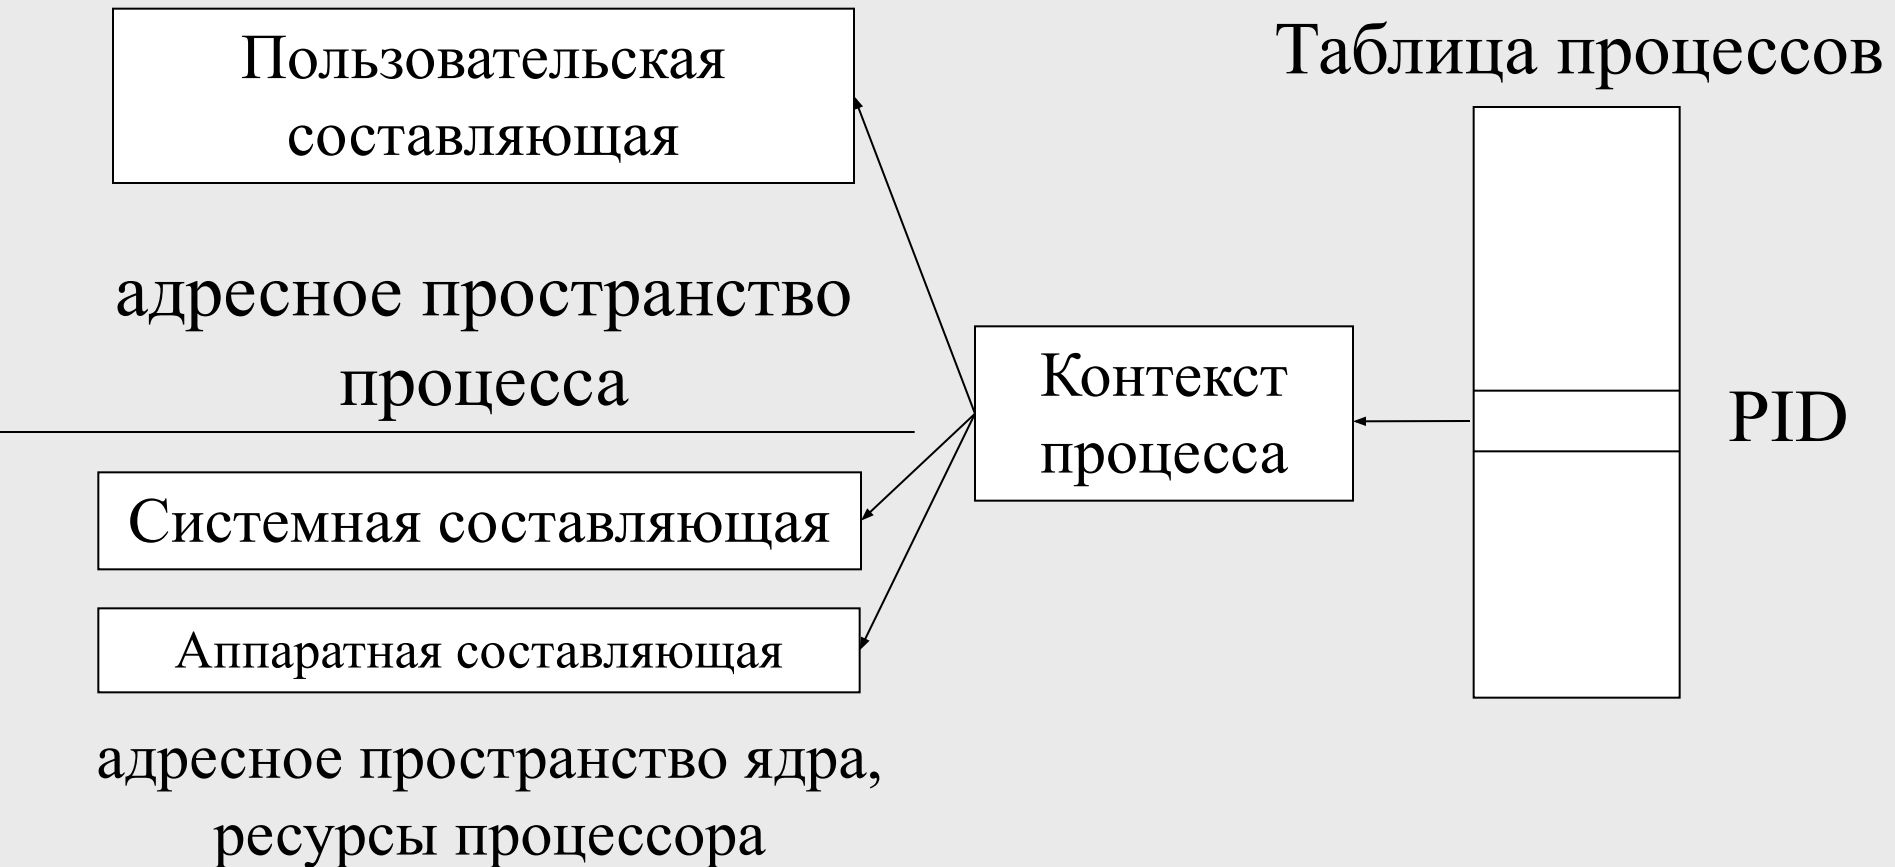 Пользовательская
составляющая
Таблица процессов
адресное пространство
процесса
Контекст
процесса
PID
Системная составляющая
Аппаратная составляющая
адресное пространство ядра,
ресурсы процессора